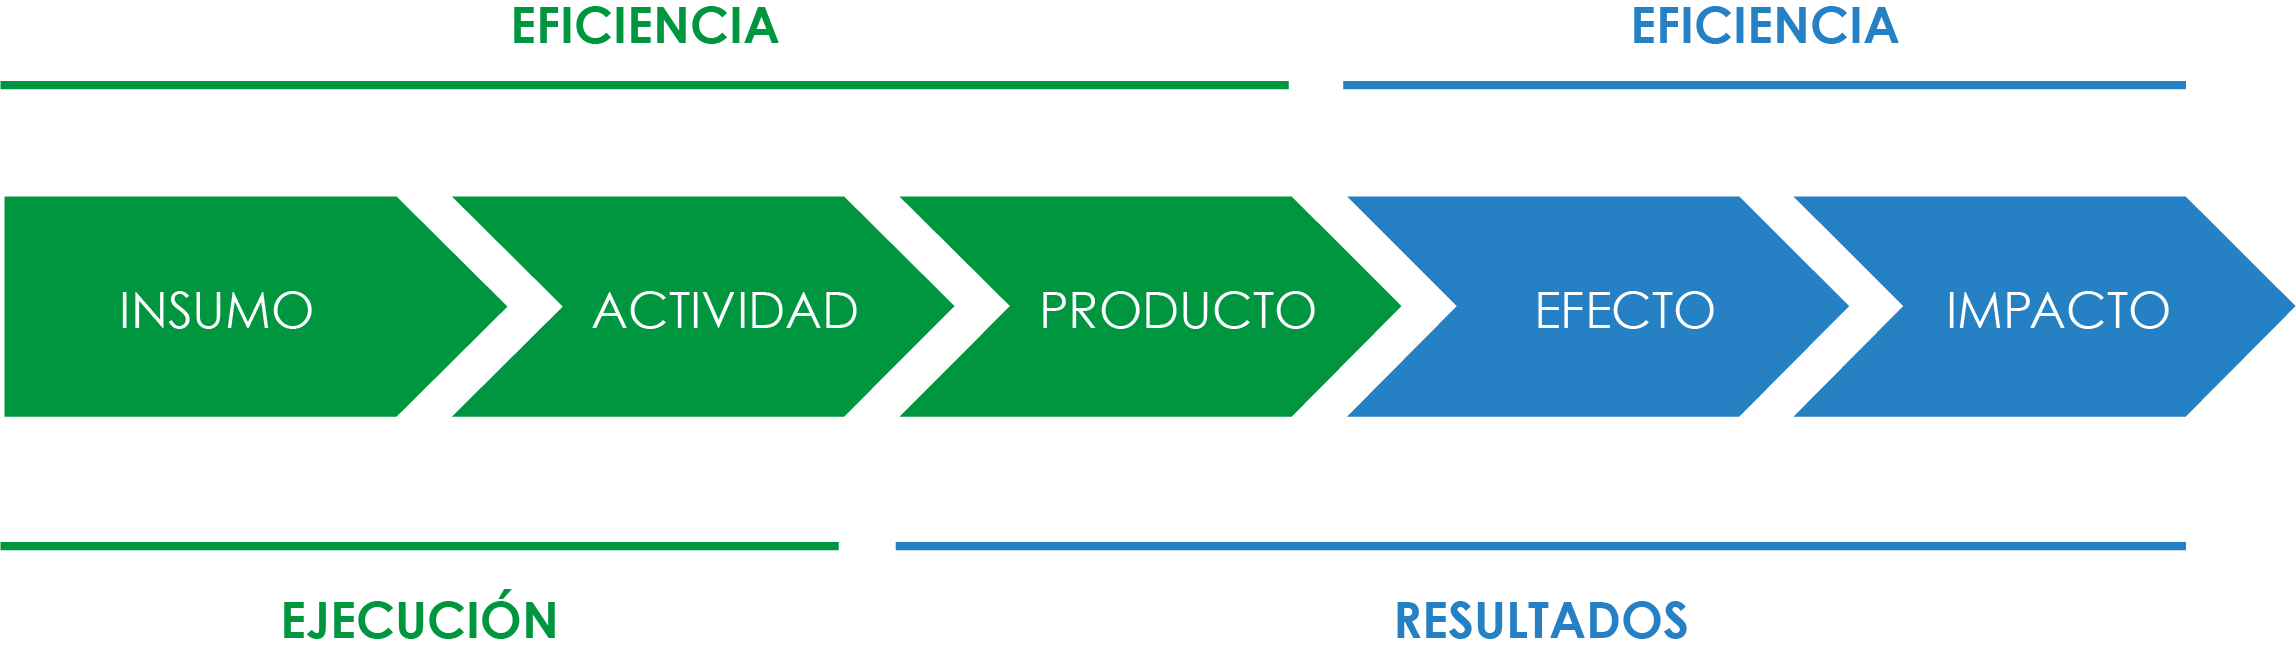 EFICIENCIA
EFICIENCIA
INSUMO
ACTIVIDAD
PRODUCTO
EFECTO
IMPACTO
EJECUCIÓN
RESULTADOS